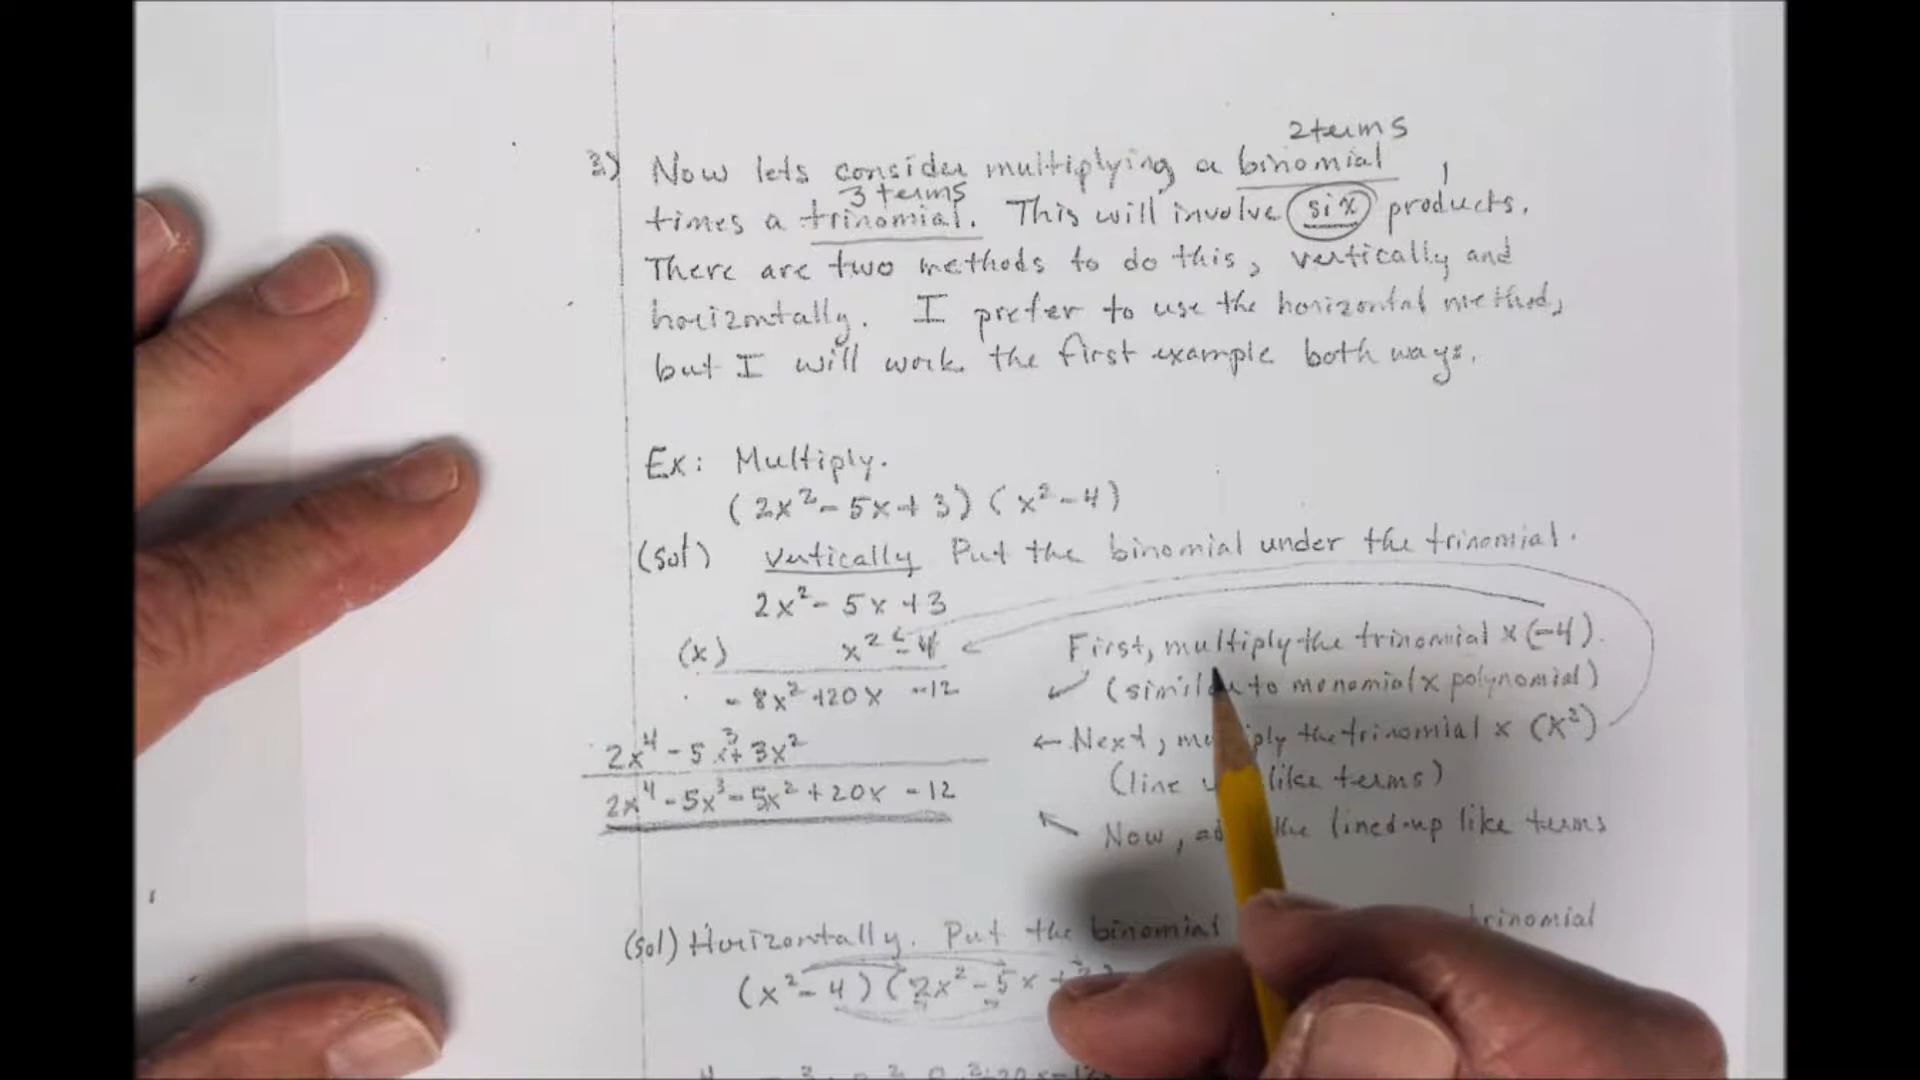 2 terms
3) Now lets consider multiplying a binomial
3 terms
times a trinomial. This will involve six products.
There are two methods to do this, vertically and
horizontally. I prefer to use the horizontal method,
but I will work the first example both ways.
Ex: Multiply.
(2x² - 5x + 3) (x² - 4)
(sol) Vertically Put the binomial under the trinomial.
2x² - 5x + 3
(x) x² - 4 First, multiply the trinomial x (-4).
- 8x² + 20x - 12 (similar to monomial x polynomial)
2x⁴ - 5x³ + 3x² ← Next, multiply the trinomial x (x²)
(line like terms)
2x⁴ - 5x³ - 5x² + 20x - 12
Now, the lined-up like terms
(sol) Horizontally. Put the binomial trinomial
(x² - 4) (2x² - 5x +